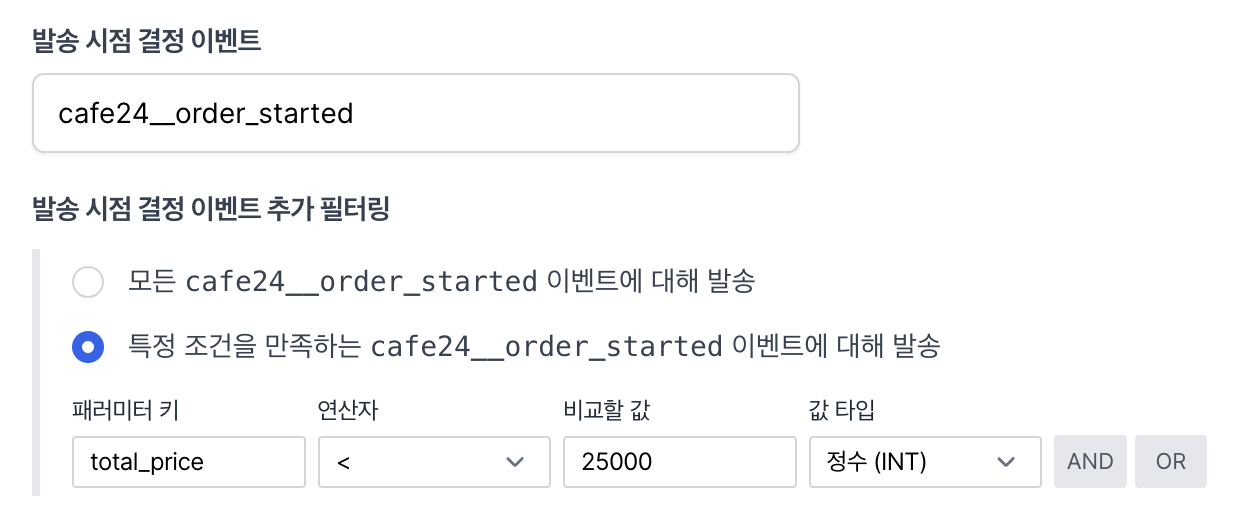 발송 시점 결정 이벤트
cafe24__order_started
발송 시점 결정 이벤트 추가 필터링
모든 cafe24__order_started 이벤트에 대해 발송
특정 조건을 만족하는 cafe24__order_started 이벤트에 대해 발송
패러미터 키 연산자 비교할 값 값 타입
total_price < 25000 정수 (INT) AND OR